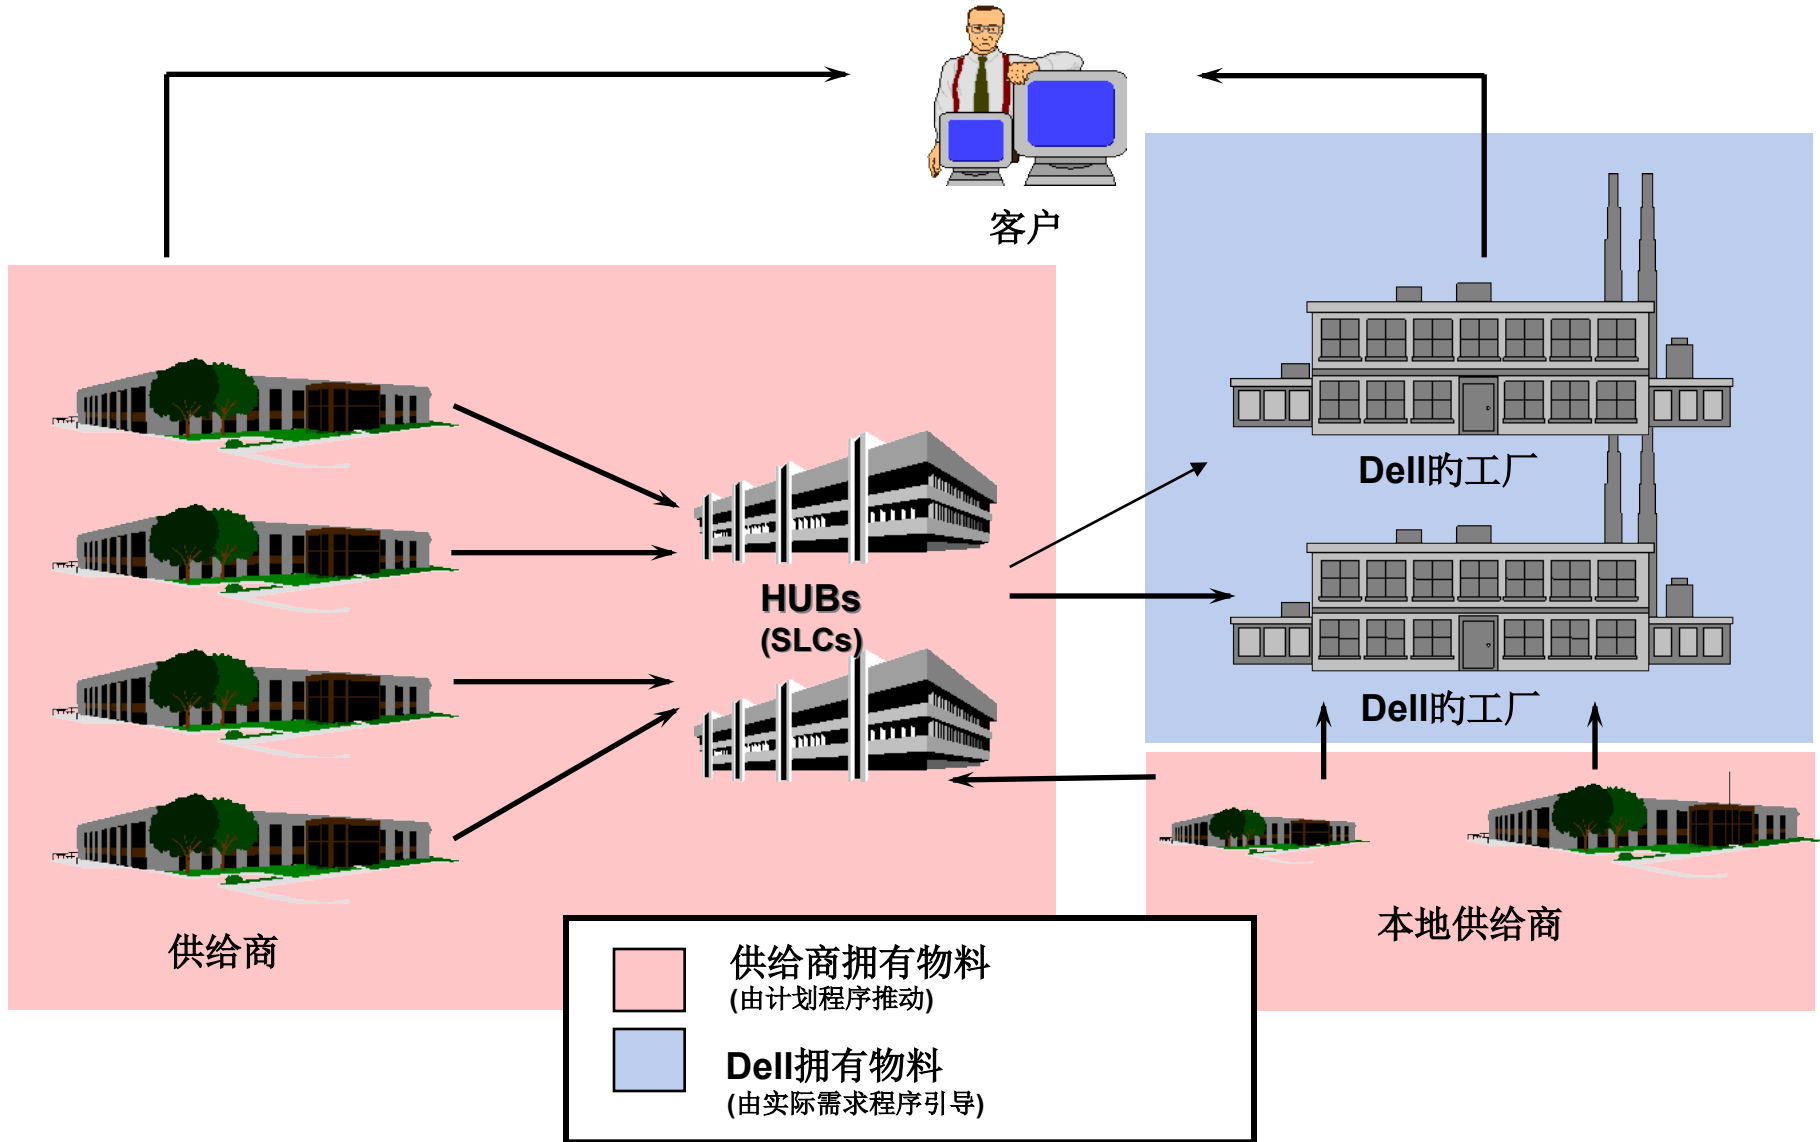 客户
Dell旳工厂
HUBs
(SLCs)
Dell旳工厂
供给商
本地供给商
供给商拥有物料
(由计划程序推动)
Dell拥有物料
(由实际需求程序引导)